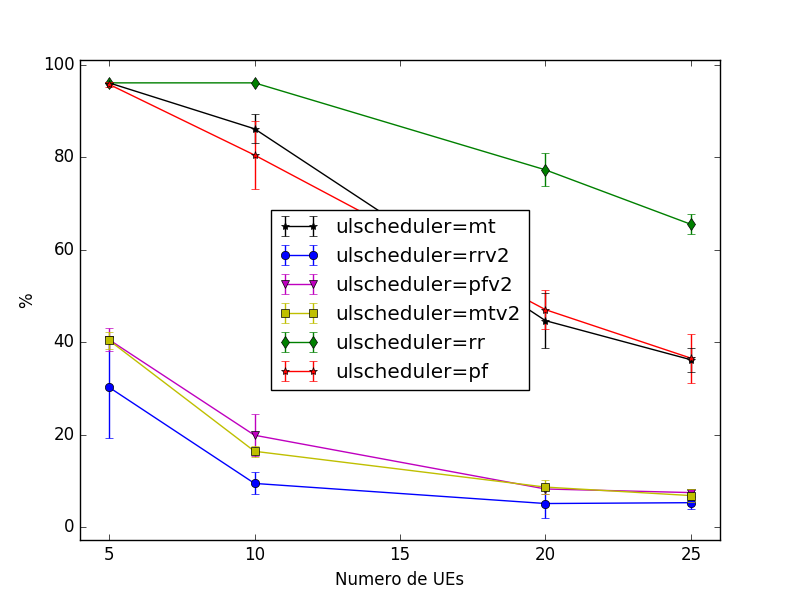 100
80
60
40
20
0
%
ulscheduler=mt
ulscheduler=rrv2
ulscheduler=pfv2
ulscheduler=mtv2
ulscheduler=rr
ulscheduler=pf
5 10 15 20 25
Numero de UEs